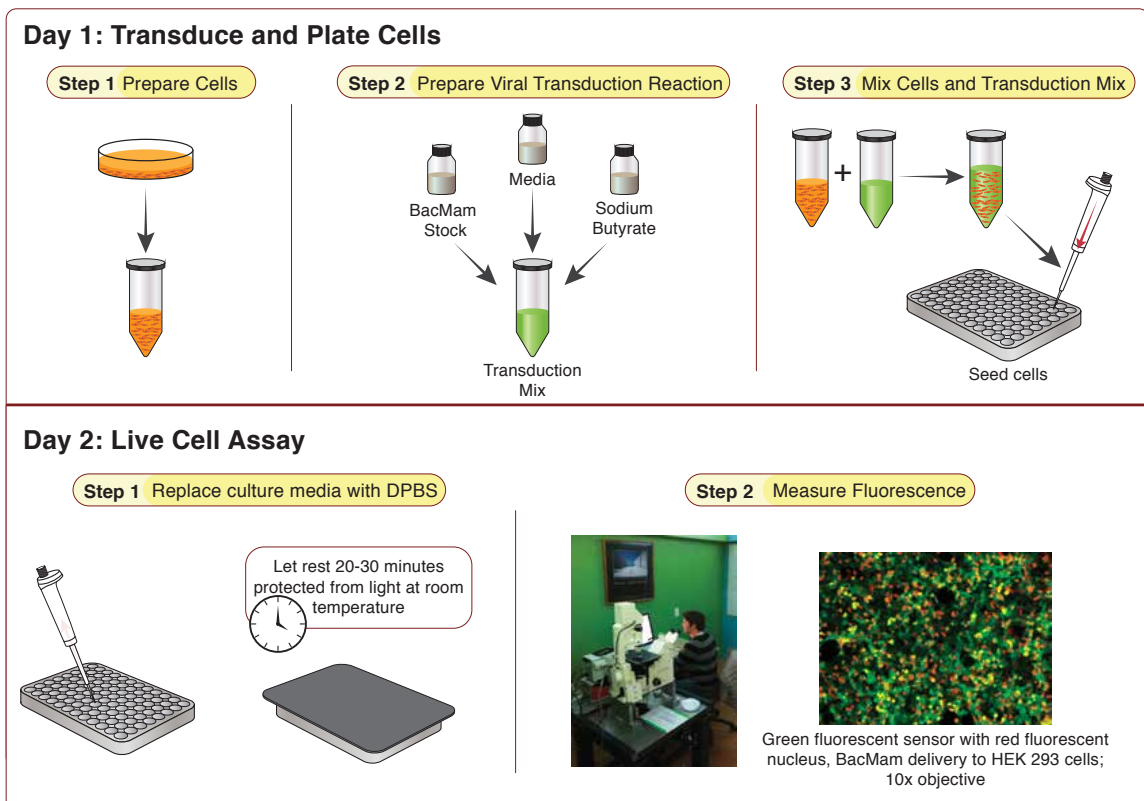 Day 1: Transduce and Plate Cells
Step 1 Prepare Cells
Step 2 Prepare Viral Transduction Reaction
Step 3 Mix Cells and Transduction Mix
Media
BacMam
Stock
Sodium
Butyrate
Transduction
Mix
+
Seed cells
Day 2: Live Cell Assay
Step 1 Replace culture media with DPBS
Let rest 20-30 minutes
protected from light at room
temperature
Step 2 Measure Fluorescence
Green fluorescent sensor with red fluorescent
nucleus, BacMam delivery to HEK 293 cells;
10x objective